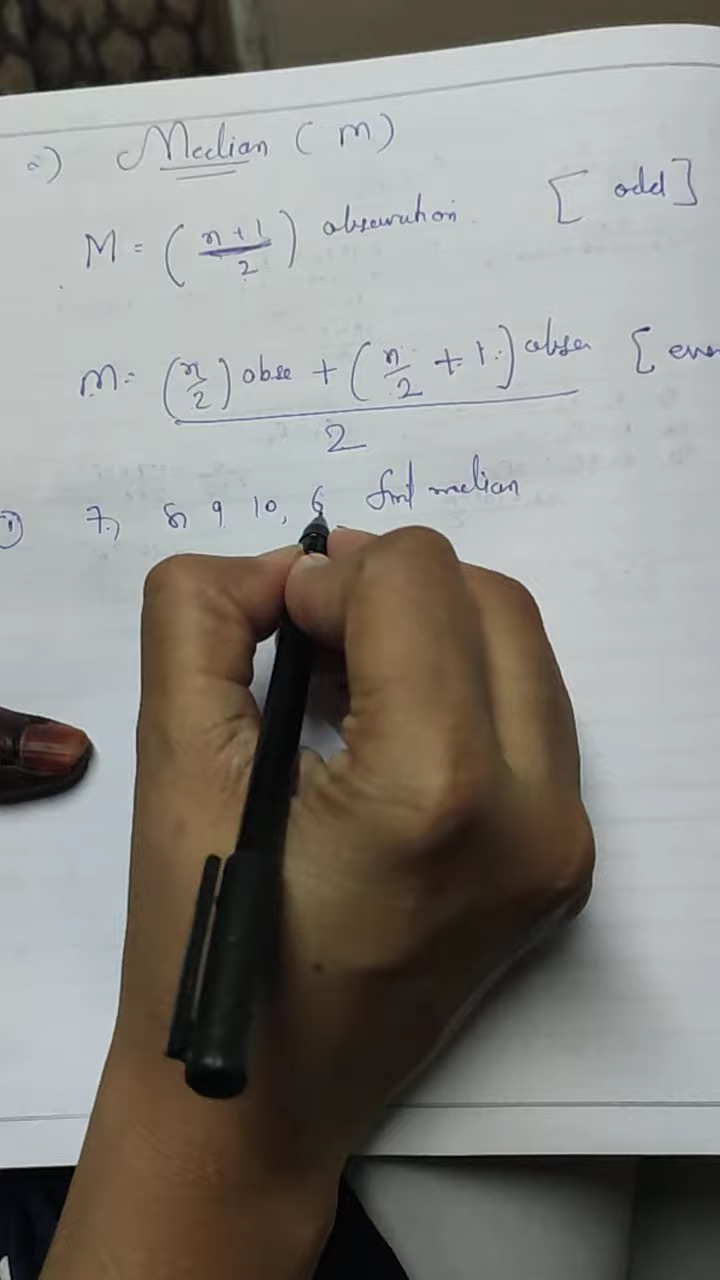 Median (m)
M = (n+1/2) observation [odd]
m = (n/2) obse + (n/2 + 1) obser [even
2
① 7, 8, 9 10, 6 find median